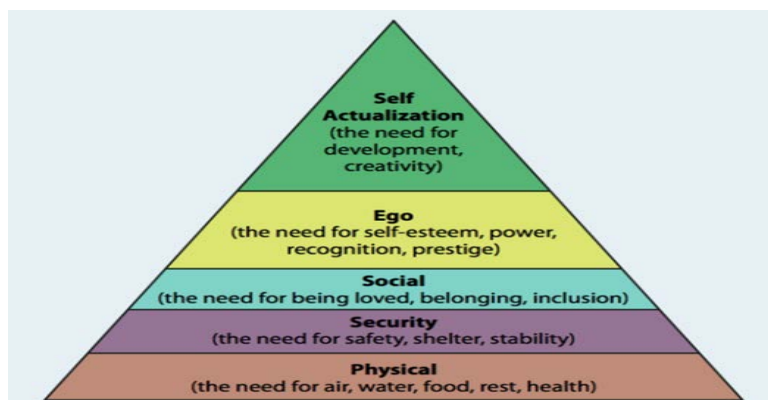 Self
Actualization
(the need for
development,
creativity)
Ego
(the need for self-esteem, power,
recognition, prestige)
Social
(the need for being loved, belonging, inclusion)
Security
(the need for safety, shelter, stability)
Physical
(the need for air, water, food, rest, health)